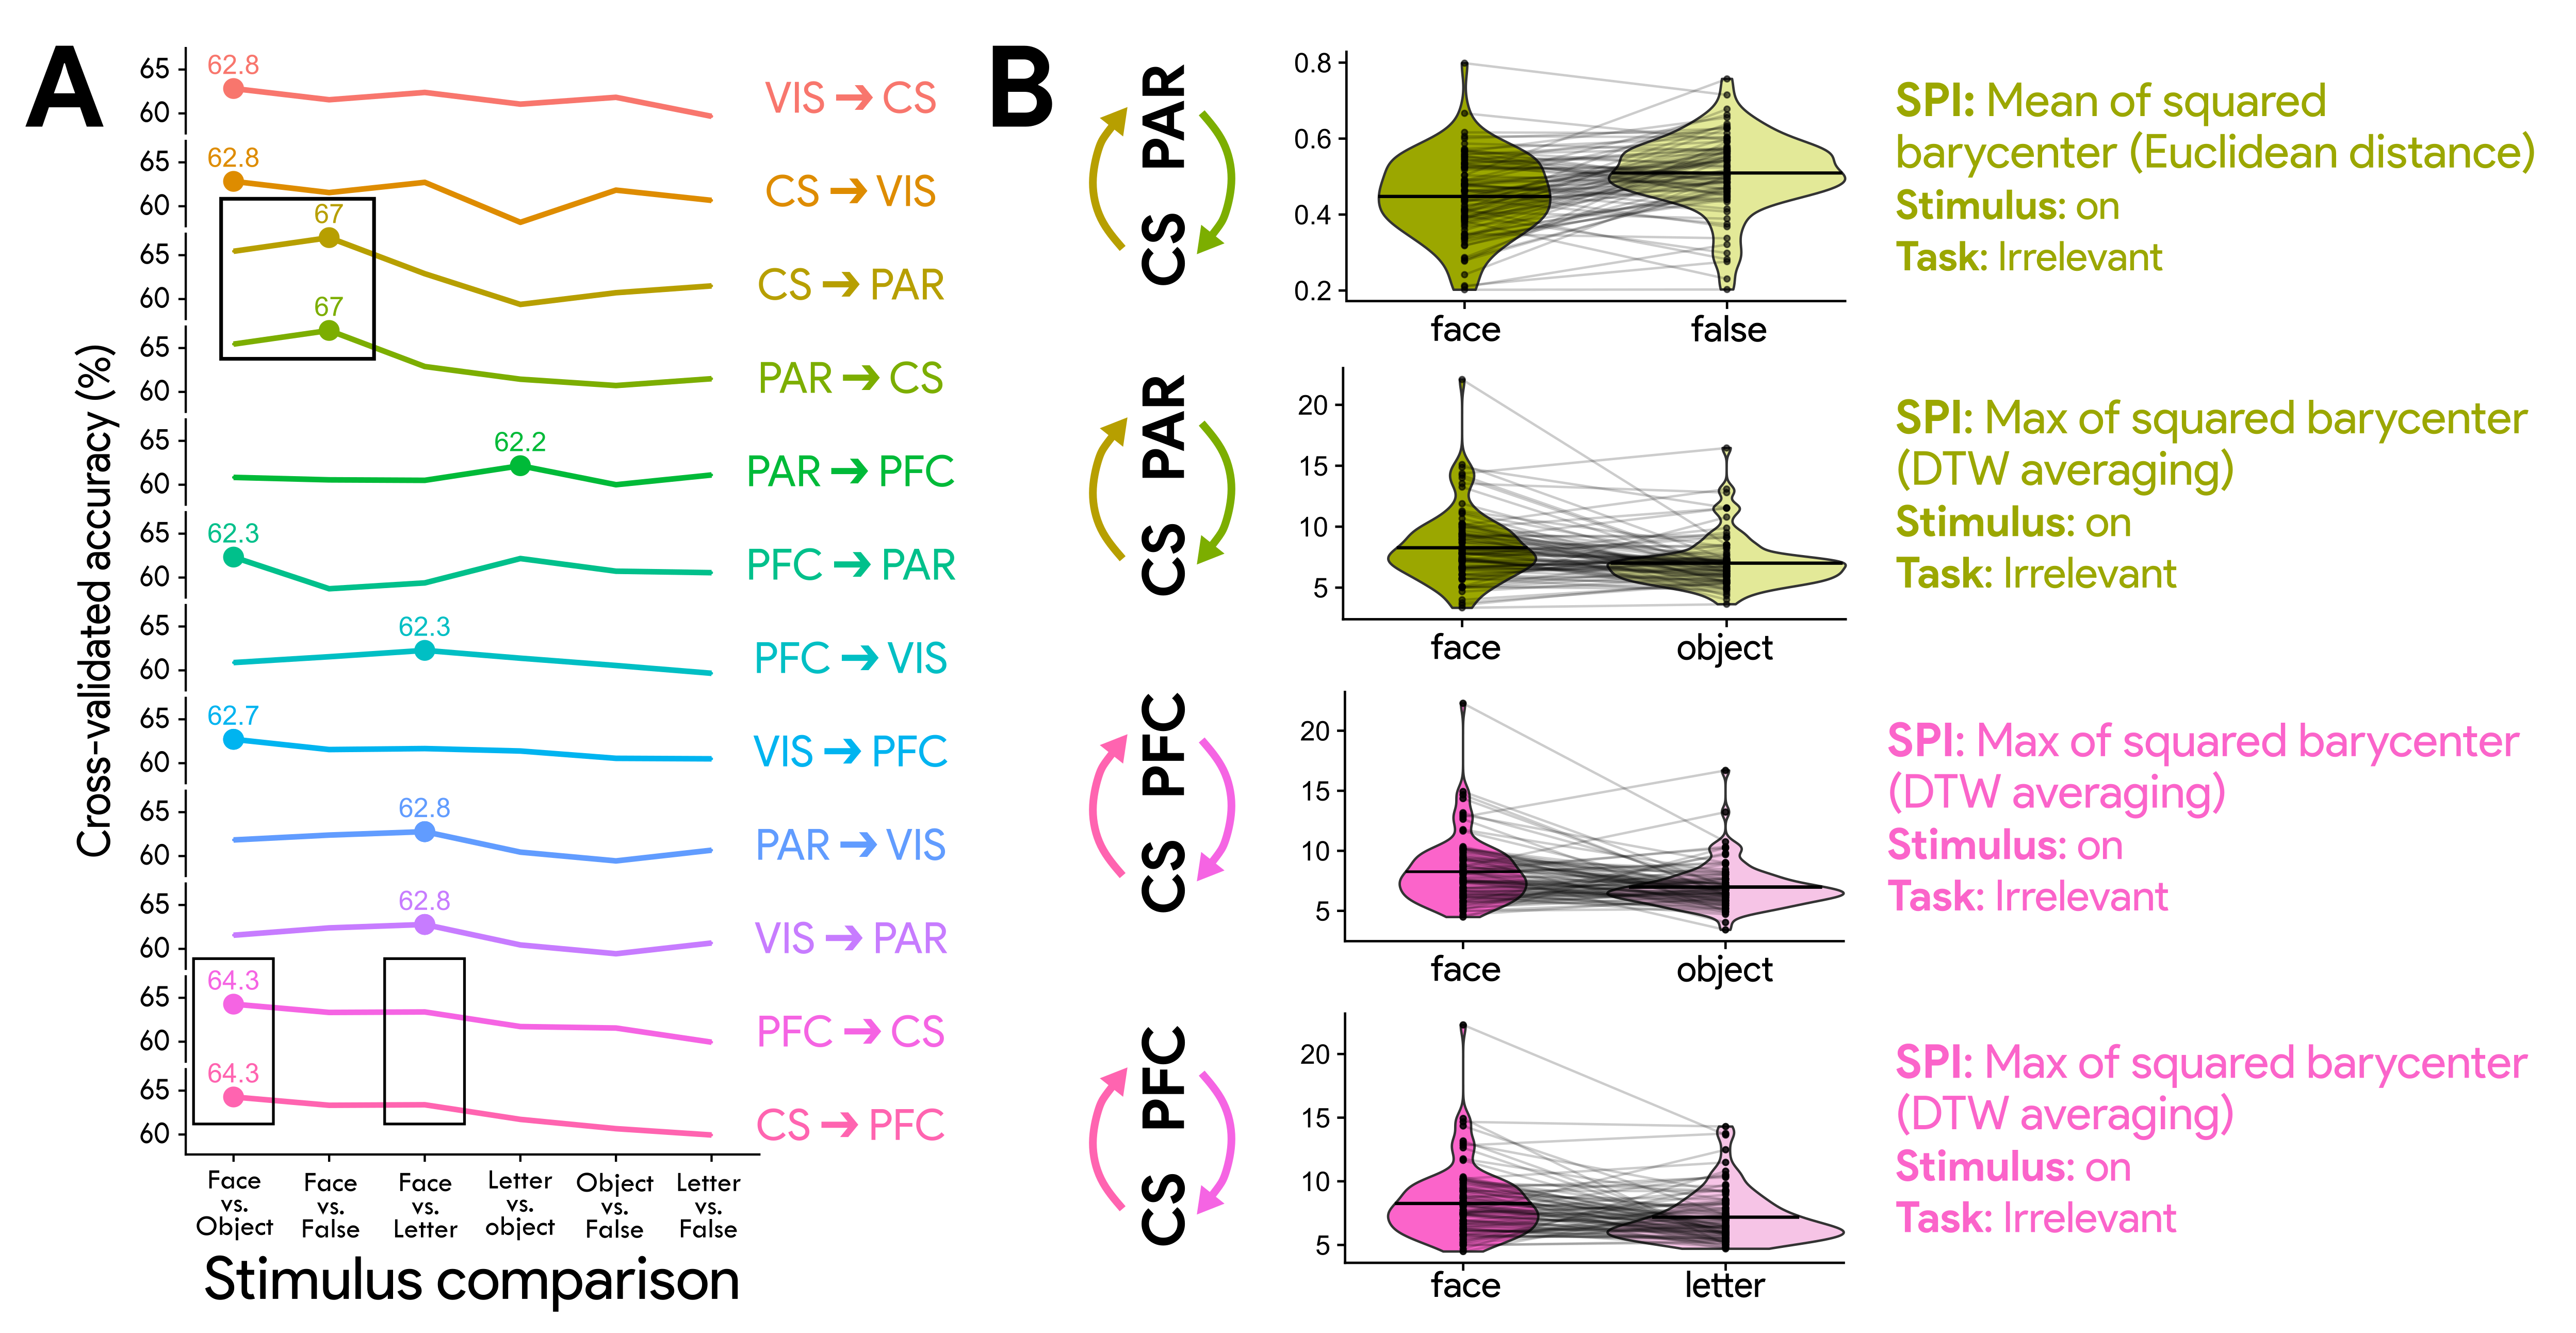 A
65
60
62.8
VIS → CS
65
60
62.8
CS → VIS
65
60
67
CS → PAR
65
60
67
PAR → CS
65
60
62.2
PAR → PFC
65
60
62.3
PFC → PAR
65
60
62.3
PFC → VIS
65
60
62.7
VIS → PFC
65
60
62.8
PAR → VIS
65
60
62.8
VIS → PAR
65
60
64.3
PFC → CS
65
60
64.3
CS → PFC
Cross-validated accuracy (%)
Face
vs.
Object
Face
vs.
False
Face
vs.
Letter
Letter
vs.
object
Object
vs.
False
Letter
vs.
False
Stimulus comparison
B
CS PAR
0.8
0.6
0.4
0.2
face
false
SPI: Mean of squared
barycenter (Euclidean distance)
Stimulus: on
Task: Irrelevant
CS PAR
20
15
10
5
face
object
SPI: Max of squared barycenter
(DTW averaging)
Stimulus: on
Task: Irrelevant
CS PFC
20
15
10
5
face
object
SPI: Max of squared barycenter
(DTW averaging)
Stimulus: on
Task: Irrelevant
CS PFC
20
15
10
5
face
letter
SPI: Max of squared barycenter
(DTW averaging)
Stimulus: on
Task: Irrelevant